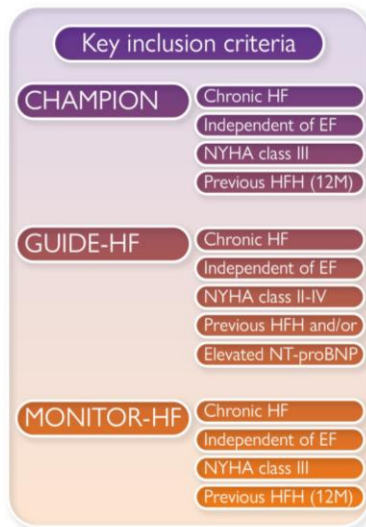 Key inclusion criteria
CHAMPION
Chronic HF
Independent of EF
NYHA class III
Previous HFH (12M)
GUIDE-HF
Chronic HF
Independent of EF
NYHA class II-IV
Previous HFH and/or
Elevated NT-proBNP
MONITOR-HF
Chronic HF
Independent of EF
NYHA class III
Previous HFH (12M)